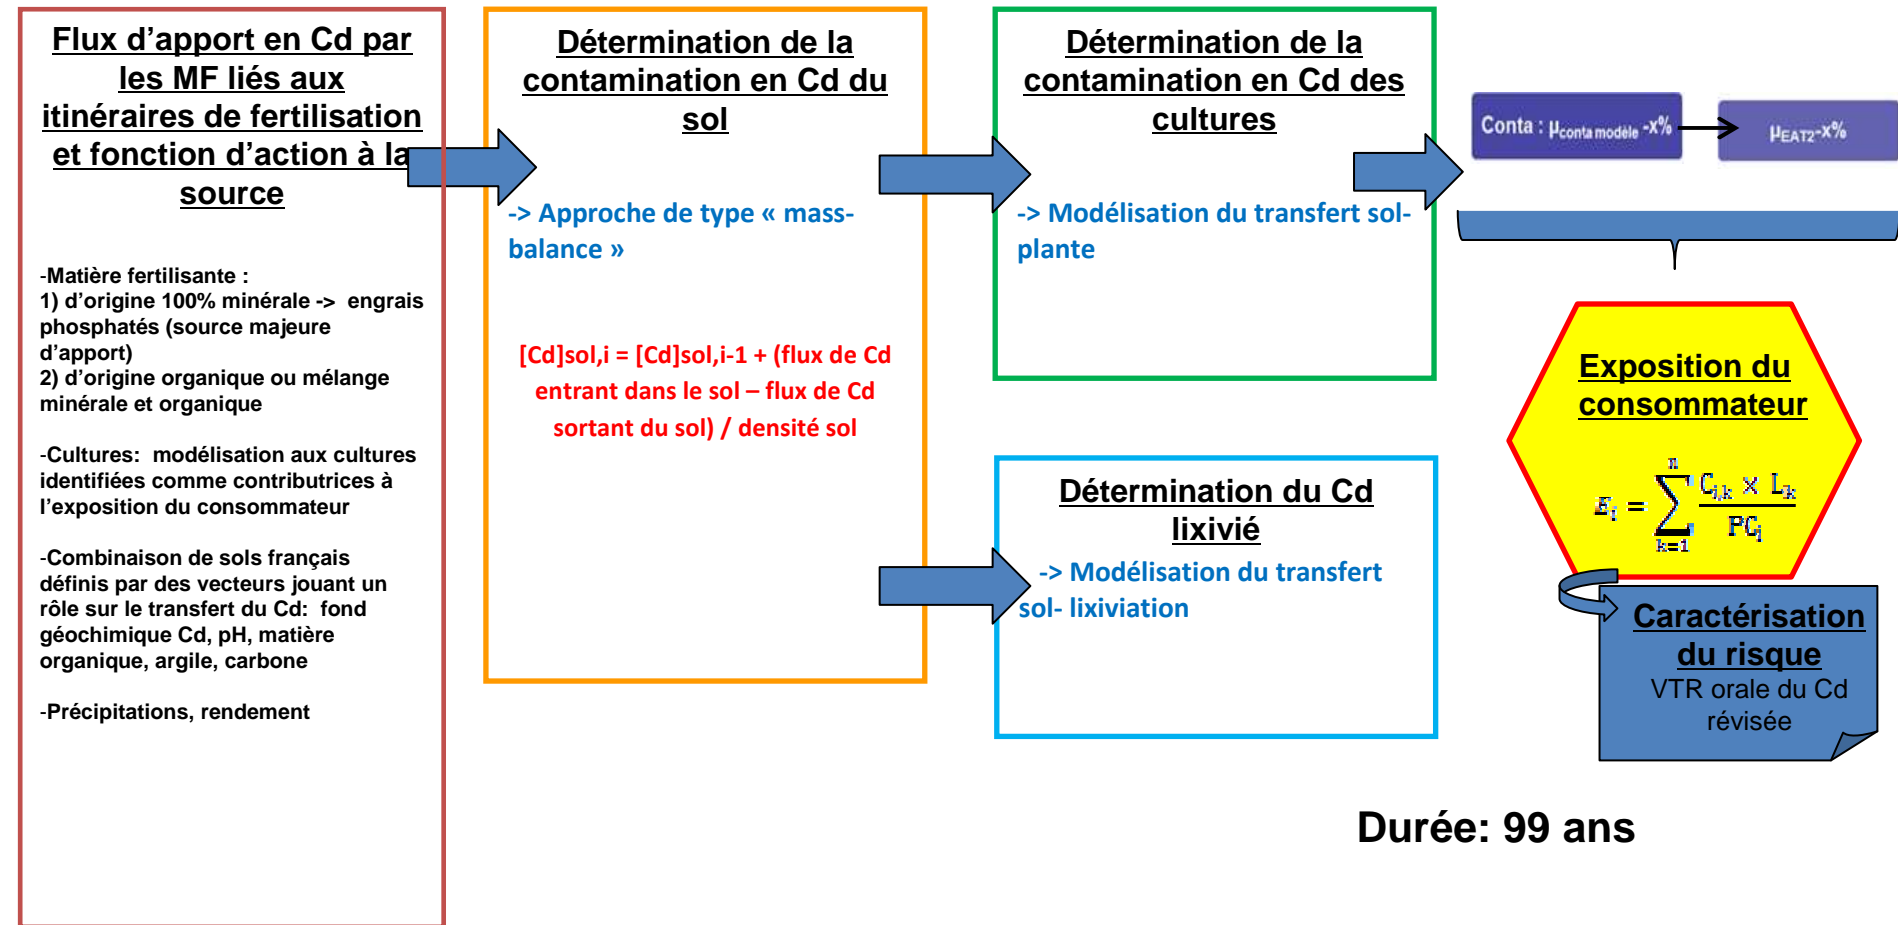 Flux d’apport en Cd par
les MF liés aux
itinéraires de fertilisation
et fonction d’action à la
source
-Matière fertilisante :
1) d’origine 100% minérale -> engrais
phosphatés (source majeure
d’apport)
2) d’origine organique ou mélange
minérale et organique
-Cultures: modélisation aux cultures
identifiées comme contributrices à
l’exposition du consommateur
-Combinaison de sols français
définis par des vecteurs jouant un
rôle sur le transfert du Cd: fond
géochimique Cd, pH, matière
organique, argile, carbone
-Précipitations, rendement
Détermination de la
contamination en Cd du
sol
-> Approche de type « mass-
balance »
[Cd]sol,i = [Cd]sol,i-1 + (flux de Cd
entrant dans le sol – flux de Cd
sortant du sol) / densité sol
Détermination de la
contamination en Cd des
cultures
-> Modélisation du transfert sol-
plante
Détermination du Cd
lixivié
-> Modélisation du transfert
sol- lixiviation
Conta : μconta modèle -x%
μEAT2-x%
Exposition du
consommateur
E_i = \sum_{k=1}^{n} \frac{C_{i,k} × L_k}{PC_i}
Caractérisation
du risque
VTR orale du Cd
révisée
Durée: 99 ans